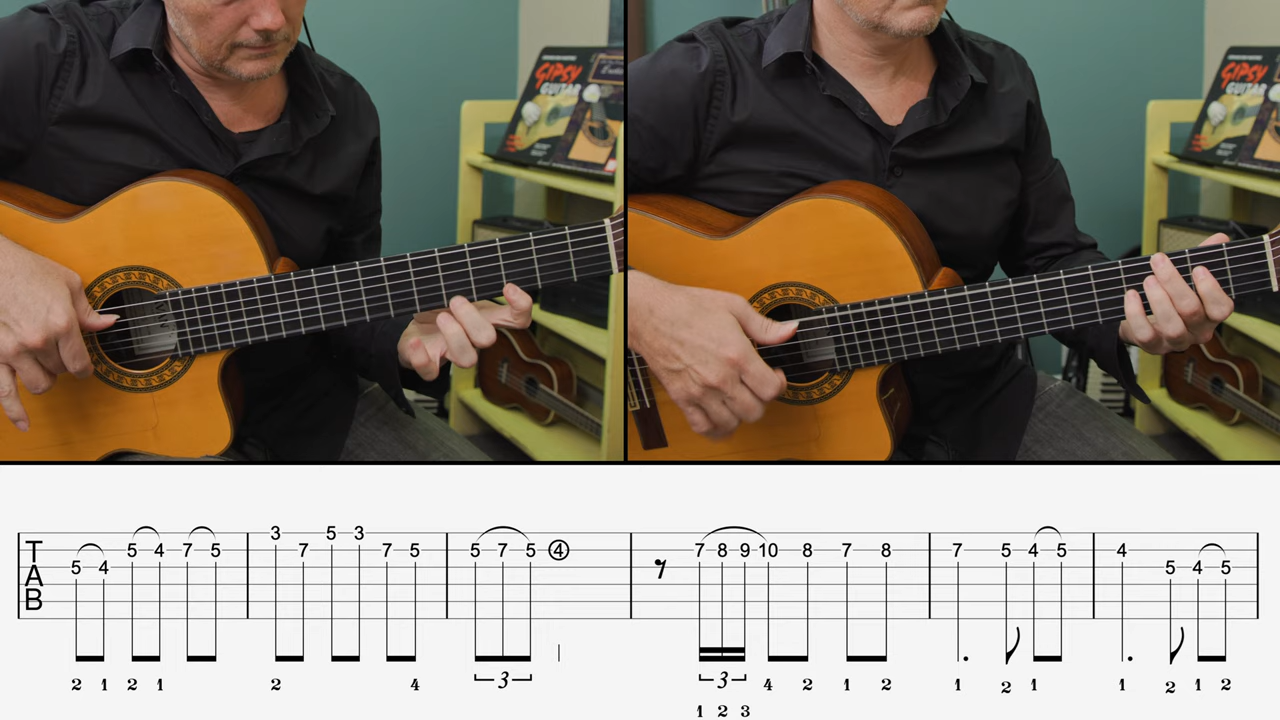 GIPSY
GUITAR
GIPSY
GUITAR
T
A
B
3 5 3
5 4 7 5 7 7 5 5 7 5 4 7 8 9 10 8 7 8 7 5 4 5 4
5 4 5 4 5
3 3
2 1 2 1 2 4 4 2 1 2 1 2 1 1 2 1 2
1 2 3